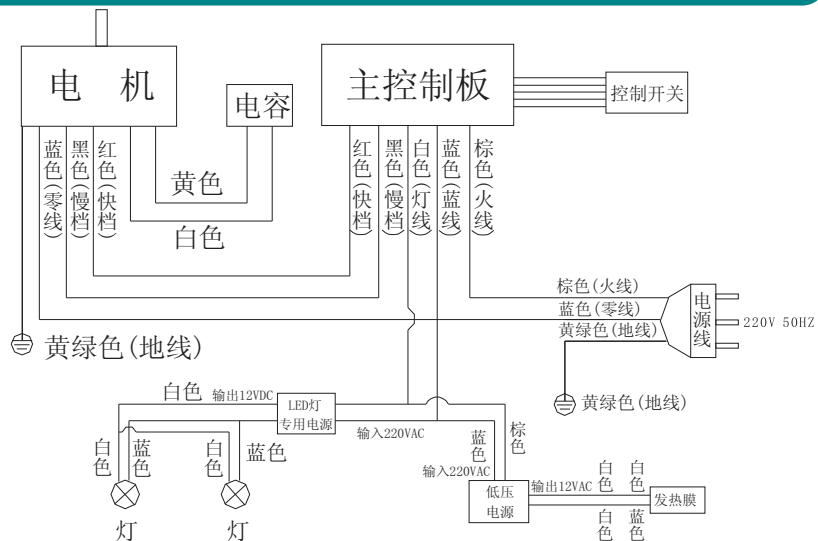 电 机
电容
主控制板
控制开关
蓝色(零线)
黑色(慢档)
红色(快档)
黄色
白色
红色(快档)
黑色(慢档)
白色(灯线)
蓝色(蓝线)
棕色(火线)
棕色(火线)
蓝色(零线)
黄绿色(地线)
电源线
220V 50HZ
黄绿色(地线)
黄绿色(地线)
白色
输出12VDC
LED灯
专用电源
输入220VAC
白色
蓝色
白色
蓝色
灯
灯
蓝色
棕色
输入220VAC
低压
电源
输出12VAC
白色
白色
白色
蓝色
发热膜